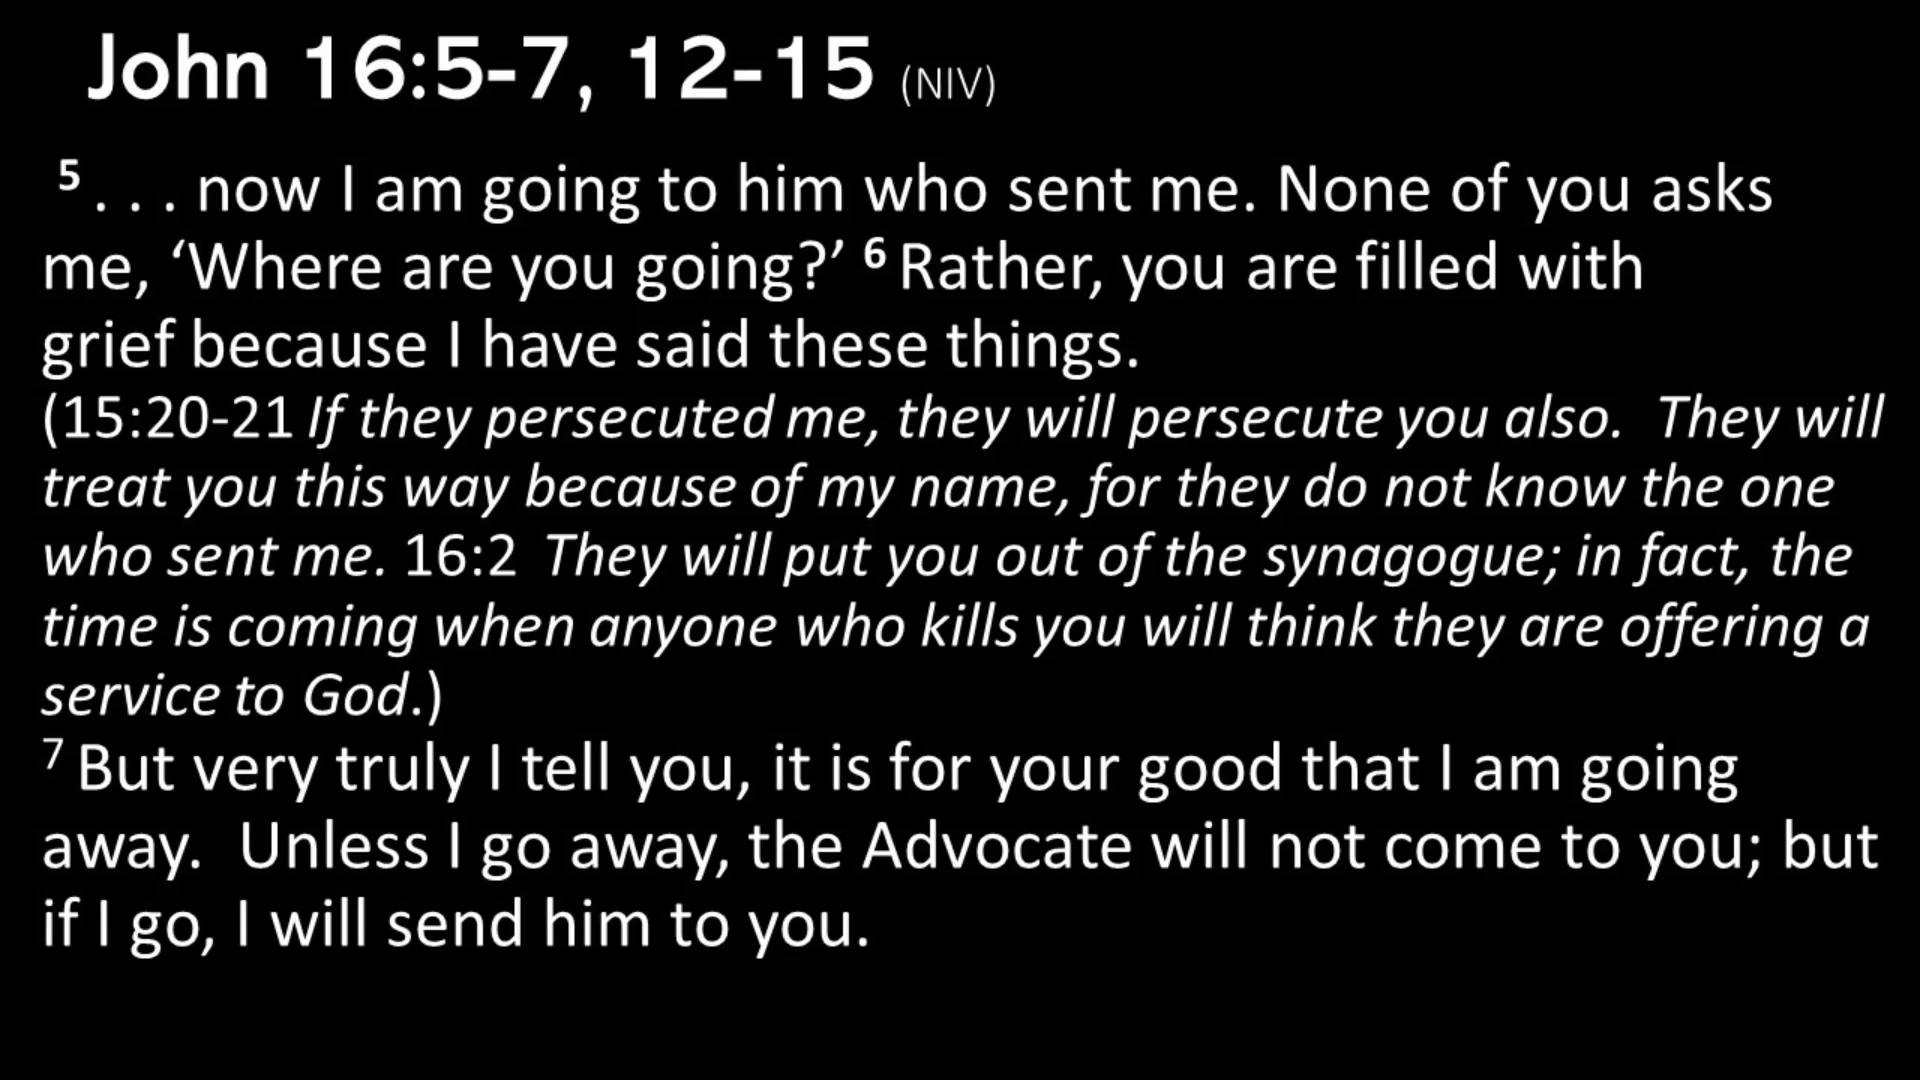 John 16:5-7, 12-15 (NIV)
5 . . . now I am going to him who sent me. None of you asks
me, ‘Where are you going?’ 6 Rather, you are filled with
grief because I have said these things.
(15:20-21 If they persecuted me, they will persecute you also.  They will
treat you this way because of my name, for they do not know the one
who sent me. 16:2  They will put you out of the synagogue; in fact, the
time is coming when anyone who kills you will think they are offering a
service to God.)
7 But very truly I tell you, it is for your good that I am going
away.  Unless I go away, the Advocate will not come to you; but
if I go, I will send him to you.